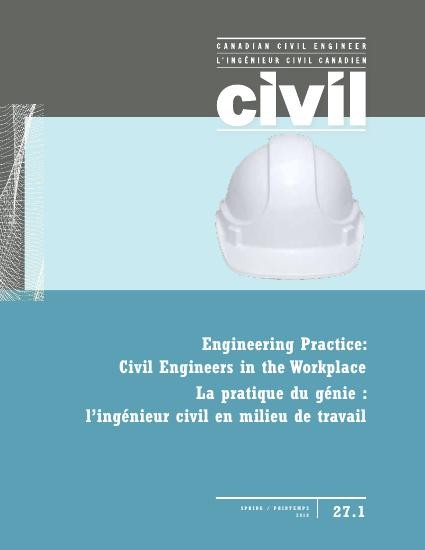 CANADIAN CIVIL ENGINEER
L'INGÉNIEUR CIVIL CANADIEN
cìvíl
Engineering Practice:
Civil Engineers in the Workplace
La pratique du génie :
l'ingénieur civil en milieu de travail
SPRING / PRINTEMPS
2010
27.1